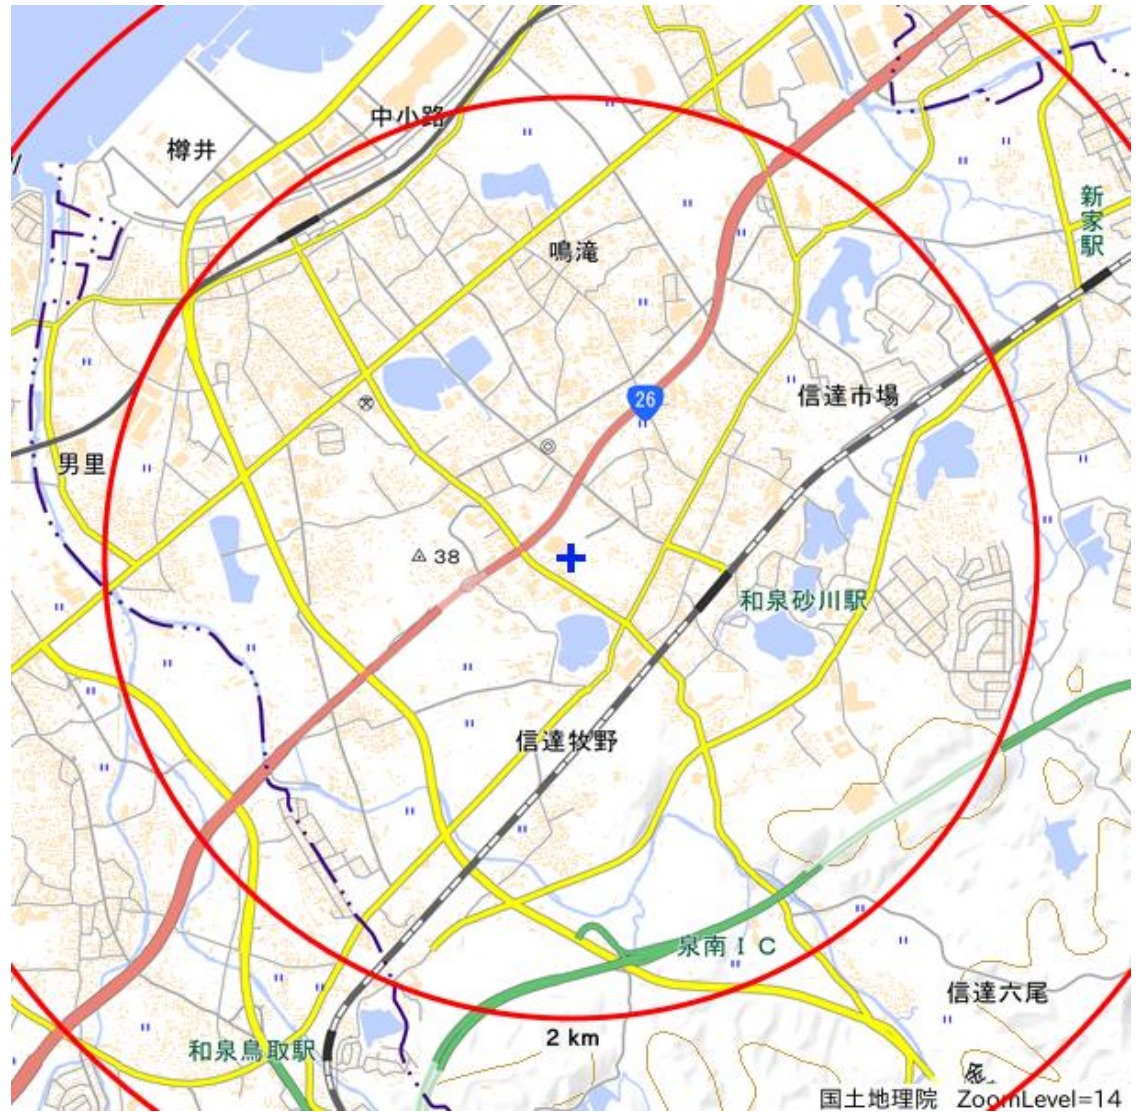 中小路
樽井
新家駅
鳴滝
26
信達市場
男里
38
和泉砂川駅
信達牧野
泉南IC
信達六尾
2 km
和泉鳥取駅
国土地理院 ZoomLevel=14